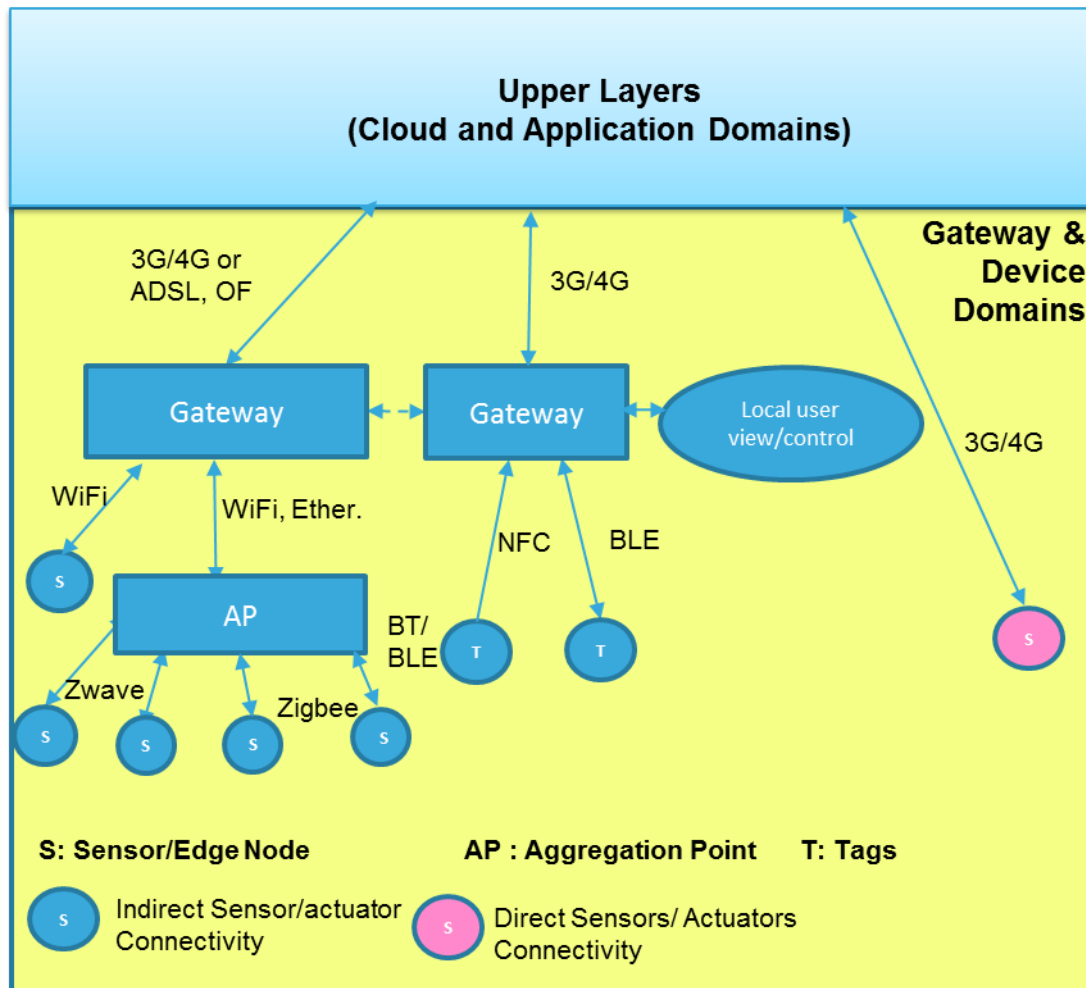 Upper Layers
(Cloud and Application Domains)
Gateway &
Device
Domains
3G/4G or
ADSL, OF
3G/4G
3G/4G
Gateway
Gateway
Local user
view/control
WiFi
WiFi, Ether.
NFC
BLE
S
AP
BT/
BLE
T
T
S
Zwave
Zigbee
S
S
S
S
S: Sensor/Edge Node
AP : Aggregation Point
T: Tags
S
Indirect Sensor/actuator
Connectivity
S
Direct Sensors/ Actuators
Connectivity